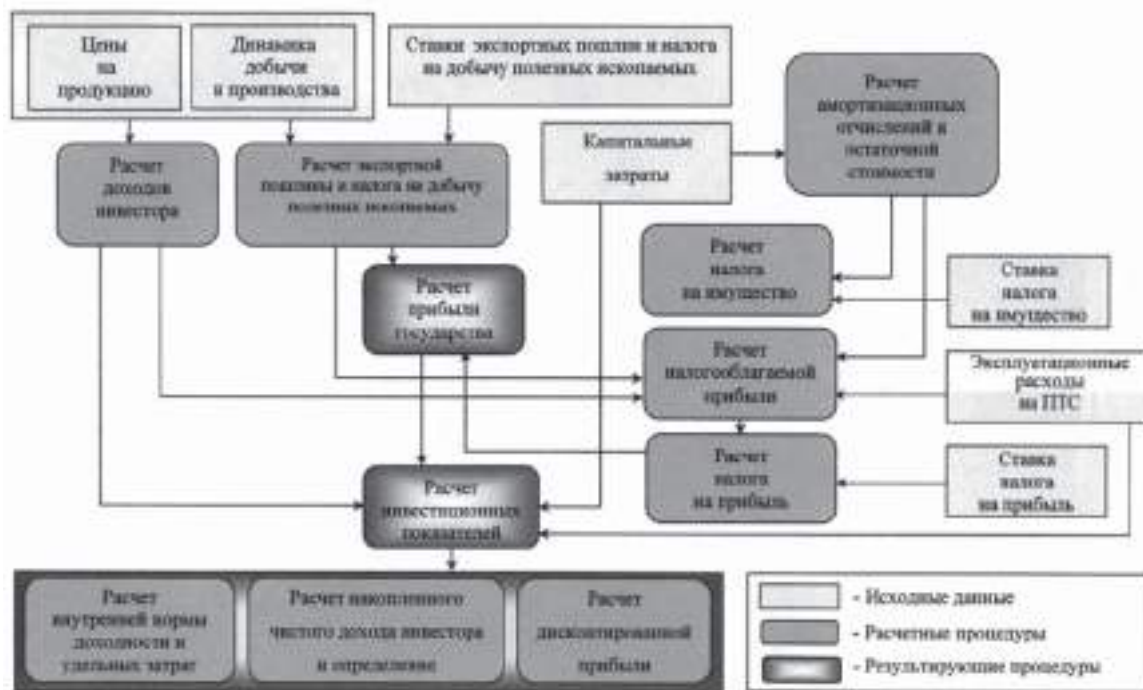 Цены
на
продукцию
Динамика
добычи
и производства
Ставки экспортных пошлин и налога
на добычу полезных ископаемых
Расчет
амортизационных
отчислений и
остаточной
стоимости
Капитальные
затраты
Расчет
доходов
инвестора
Расчет экспортной
пошлины и налога на добычу
полезных ископаемых
Расчет
налога
на имущество
Ставка
налога
на имущество
Расчет
прибыли
государства
Расчет
налогооблагаемой
прибыли
Эксплуатационные
расходы
на ПТС
Расчет
налога
на прибыль
Ставка
налога
на прибыль
Расчет
инвестиционных
показателей
Расчет
внутренней нормы
доходности и
удельных затрат
Расчет накопленного
чистого дохода инвестора
и определение
Расчет
дисконтированной
прибыли
- Исходные данные
- Расчетные процедуры
- Результирующие процедуры